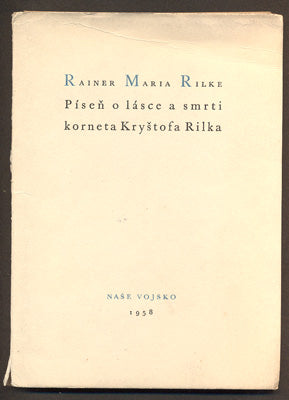 RAINER MARIA RILKE
Píseň o lásce a smrti
korneta Kryštofa Rilka
NAŠE VOJSKO
1958